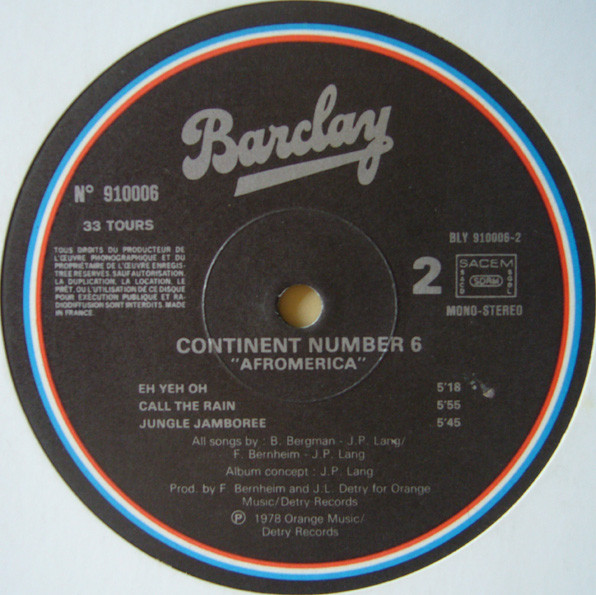 Barclay
N° 910006
33 TOURS
TOUS DROITS DU PRODUCTEUR DE
L'ŒUVRE PHONOGRAPHIQUE ET DU
PROPRIETAIRE DE L'ŒUVRE ENREGIS-
TREE RESERVES. SAUF AUTORISATION,
LA DUPLICATION, LA LOCATION, LE
PRÊT, OU L'UTILISATION DE CE DISQUE
POUR EXECUTION PUBLIQUE ET RA-
DIODIFFUSION SONT INTERDITS. MADE
IN FRANCE.
BLY 910006-2
2
SACEM
SACD
SDRM
SGDL
MONO-STEREO
CONTINENT NUMBER 6
"AFROMERICA"
EH YEH OH 5'18
CALL THE RAIN 5'55
JUNGLE JAMBOREE 5'45
All songs by : B. Bergman - J.P. Lang/
F. Bernheim - J.P. Lang
Album concept : J.P. Lang
Prod. by F. Bernheim and J.L. Detry for Orange
Music/Detry Records
Ⓟ 1978 Orange Music/
Detry Records